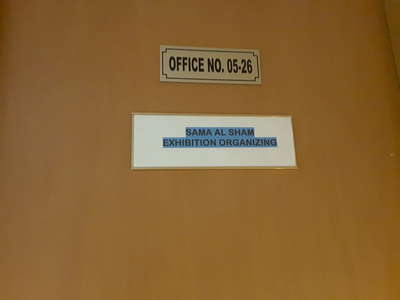 OFFICE NO. 05-26
SAMA AL SHAM
EXHIBITION ORGANIZING